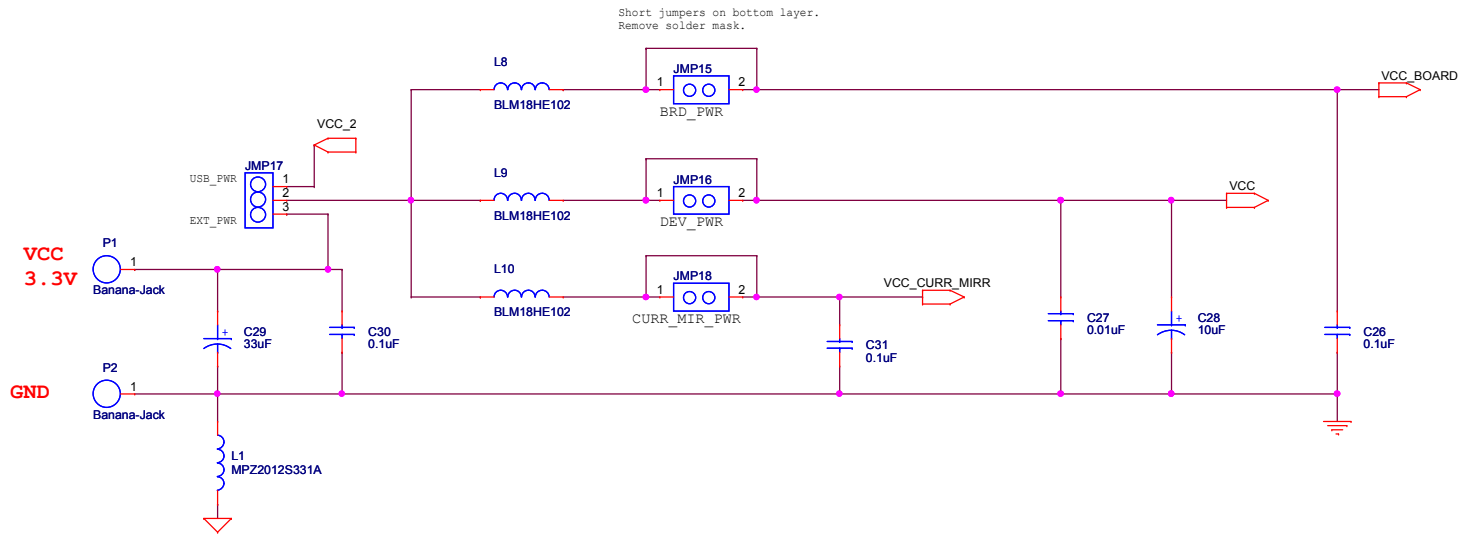 Short jumpers on bottom layer.
Remove solder mask.
L8
BLM18HE102
JMP15
1
2
BRD_PWR
VCC_BOARD
VCC_2
JMP17
USB_PWR
1
2
3
EXT_PWR
L9
BLM18HE102
JMP16
1
2
DEV_PWR
VCC
VCC
3.3V
P1
1
Banana-Jack
L10
BLM18HE102
JMP18
1
2
CURR_MIR_PWR
VCC_CURR_MIRR
+
C29
33uF
C30
0.1uF
C31
0.1uF
C27
0.01uF
+
C28
10uF
C26
0.1uF
GND
P2
1
Banana-Jack
L1
MPZ2012S331A